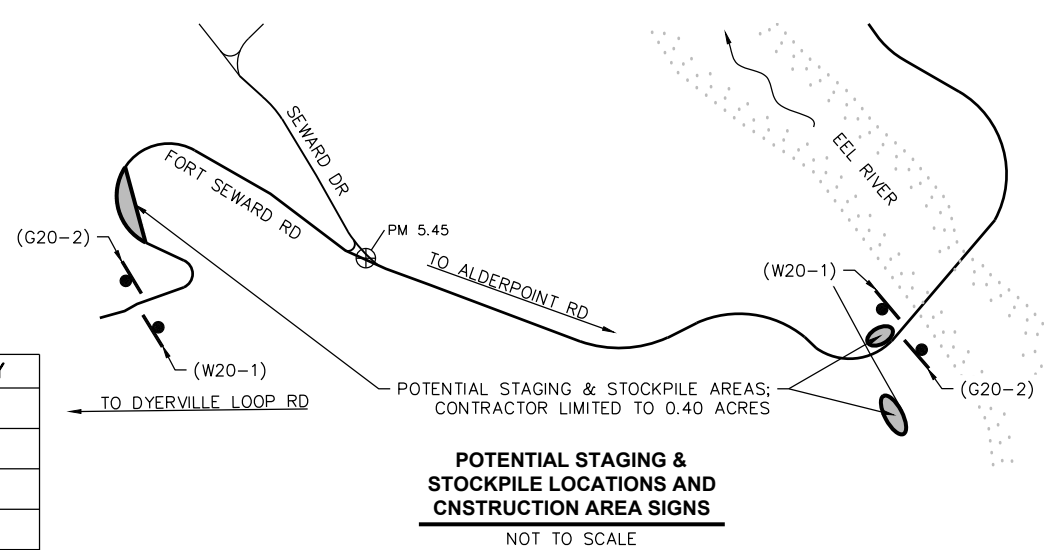 SEWARD DR
EEL RIVER
FORT SEWARD RD
PM 5.45
(G20-2)
TO ALDERPOINT RD
(W20-1)
(W20-1)
Y
TO DYERVILLE LOOP RD
POTENTIAL STAGING & STOCKPILE AREAS;
CONTRACTOR LIMITED TO 0.40 ACRES
(G20-2)
POTENTIAL STAGING &
STOCKPILE LOCATIONS AND
CNSTRUCTION AREA SIGNS
NOT TO SCALE